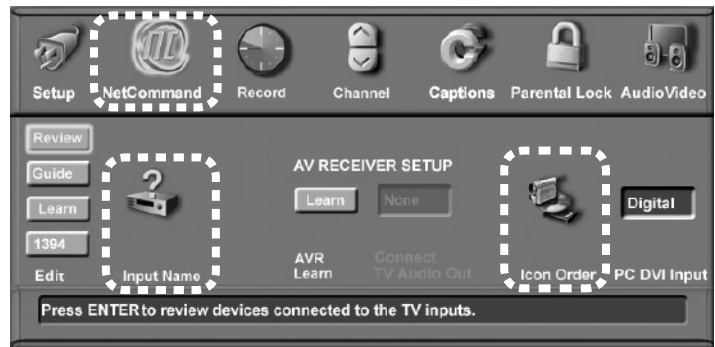 Setup NetCommand Record Channel Captions Parental Lock AudioVideo
Review
Guide
Learn
1394
Edit
Input Name
AV RECEIVER SETUP
Learn None
AVR Learn
Connect TV Audio Out
Icon Order
Digital
PC DVI Input
Press ENTER to review devices connected to the TV inputs.